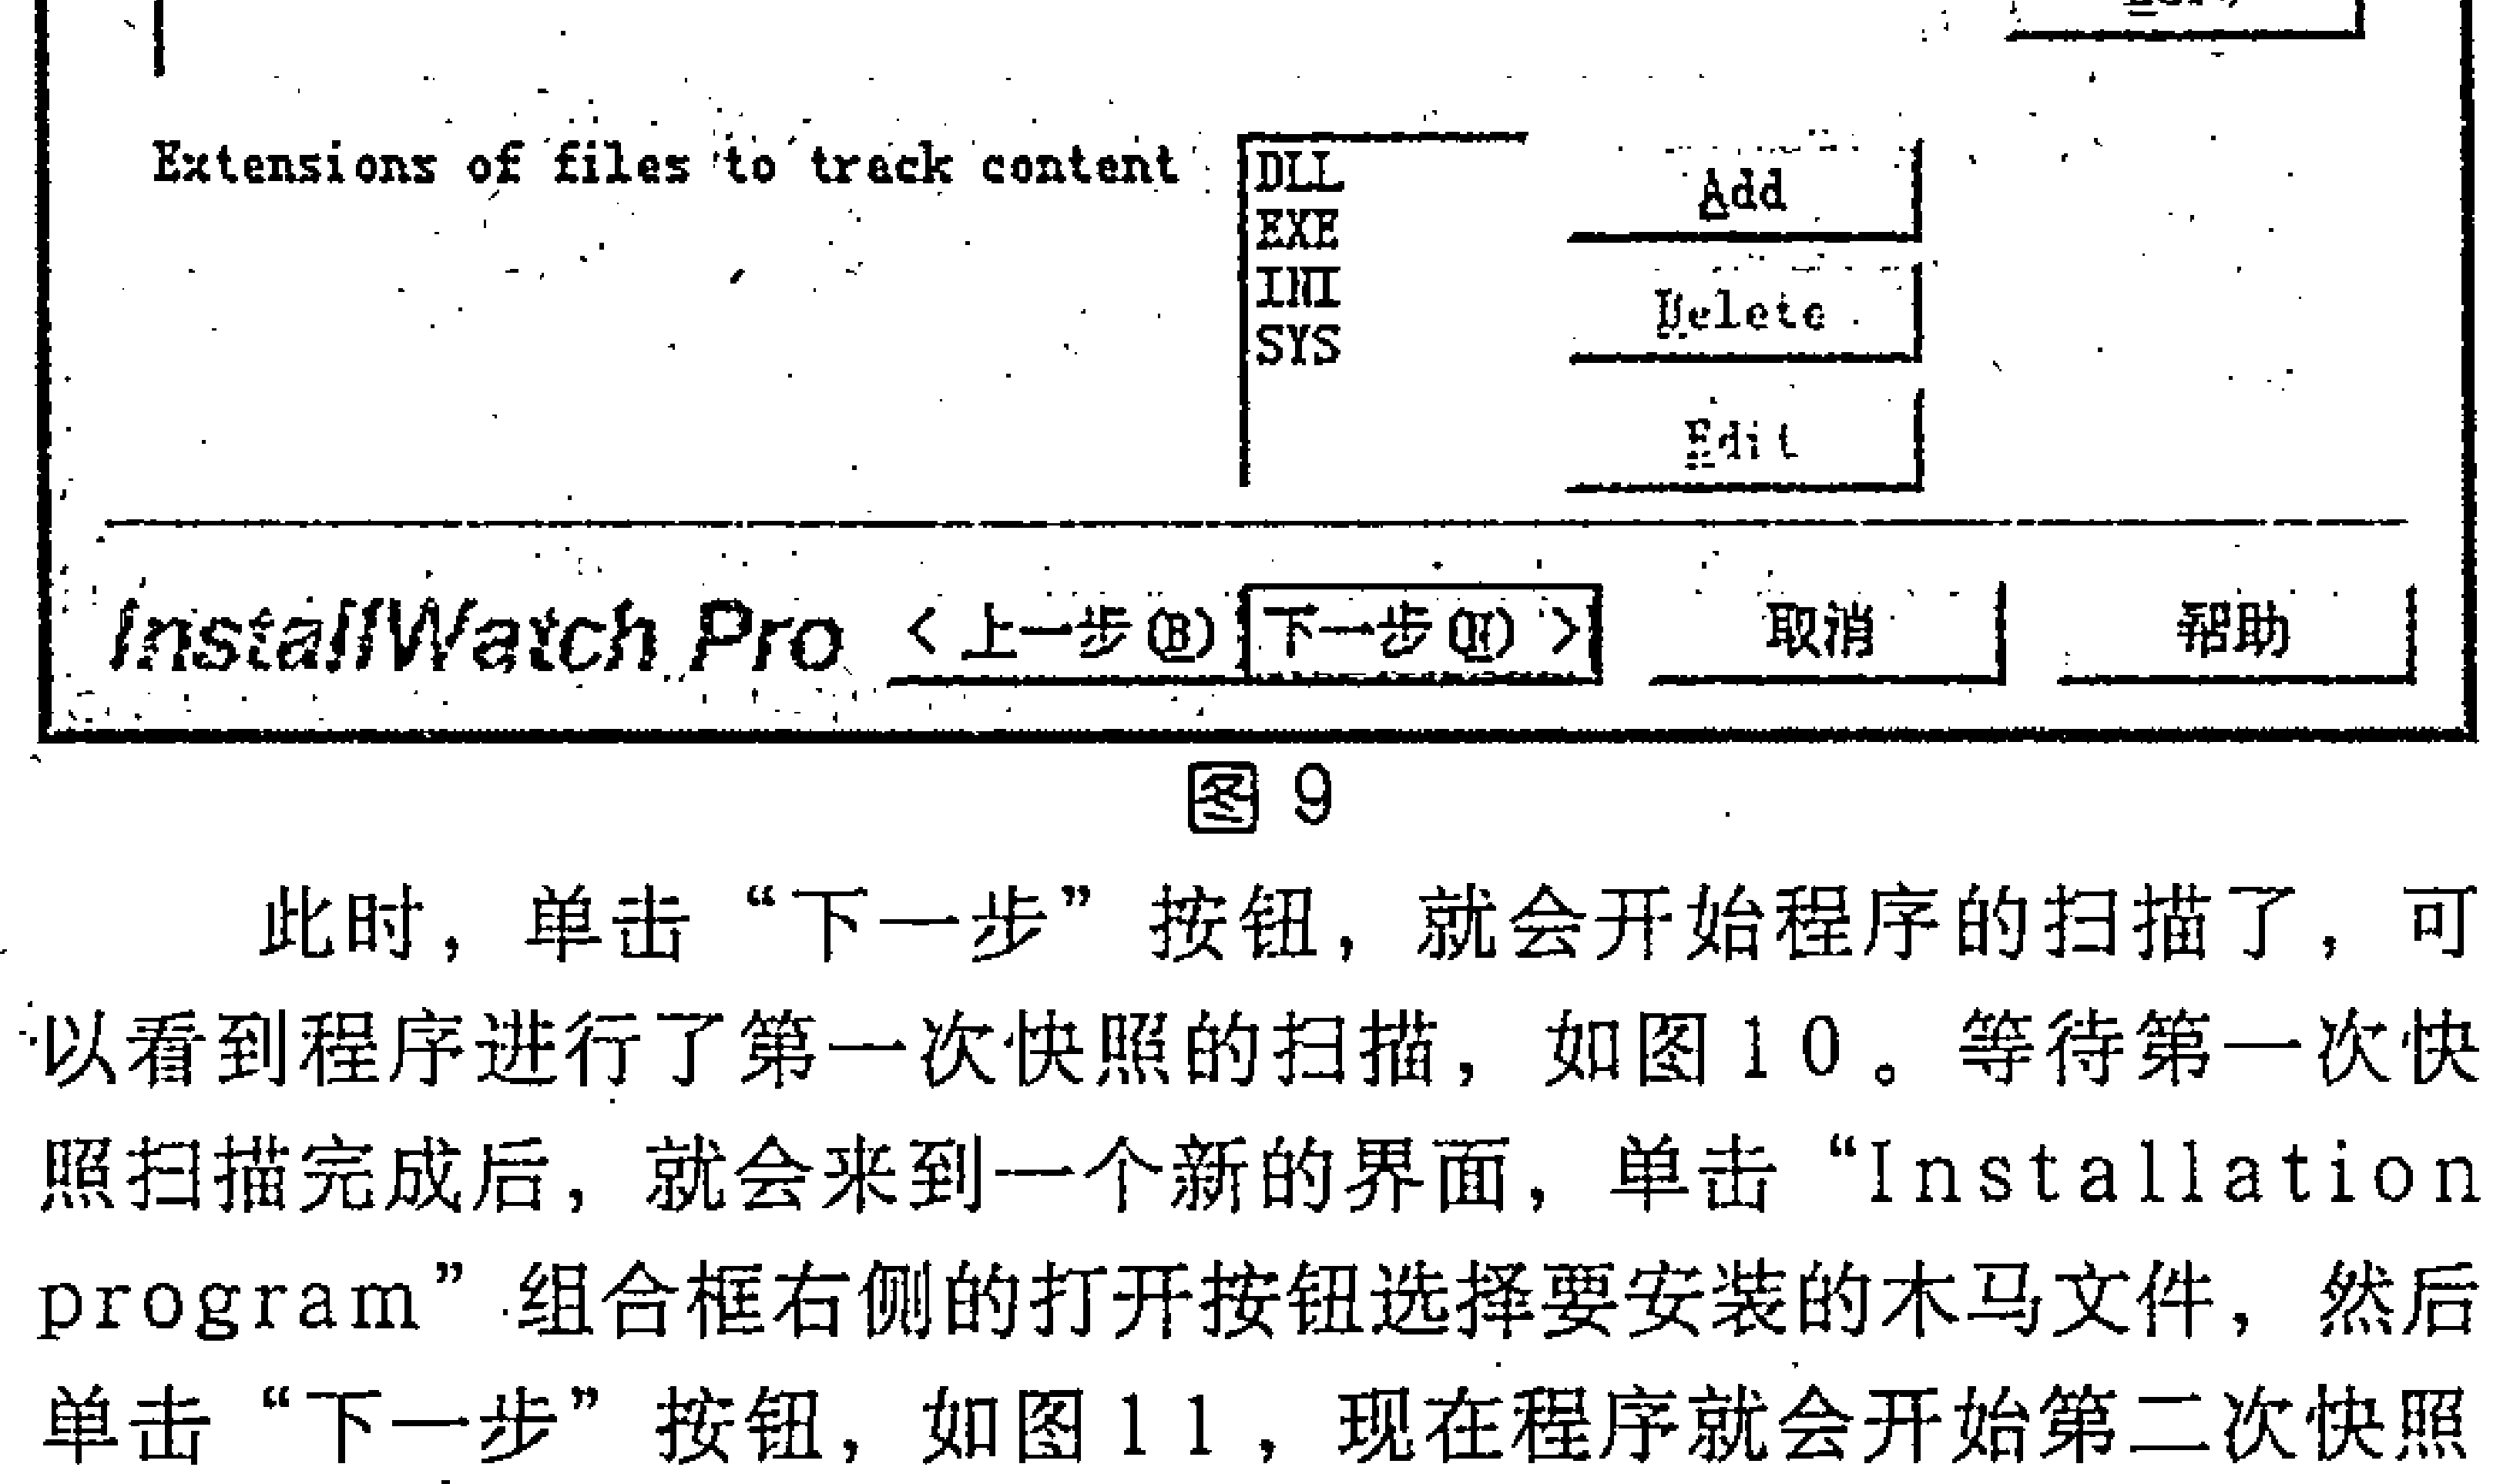 Extensions of files to track content
DLL
EXE
INI
SYS
Add
Delete
Edit
InstallWatch Pro
< 上一步(B)
下一步(N) >
取消
帮助
图9
此时，单击“下一步”按钮，就会开始程序的扫描了，可
以看到程序进行了第一次快照的扫描，如图10。等待第一次快
照扫描完成后，就会来到一个新的界面，单击“Installation
program”组合框右侧的打开按钮选择要安装的木马文件，然后
单击“下一步”按钮，如图11，现在程序就会开始第二次快照